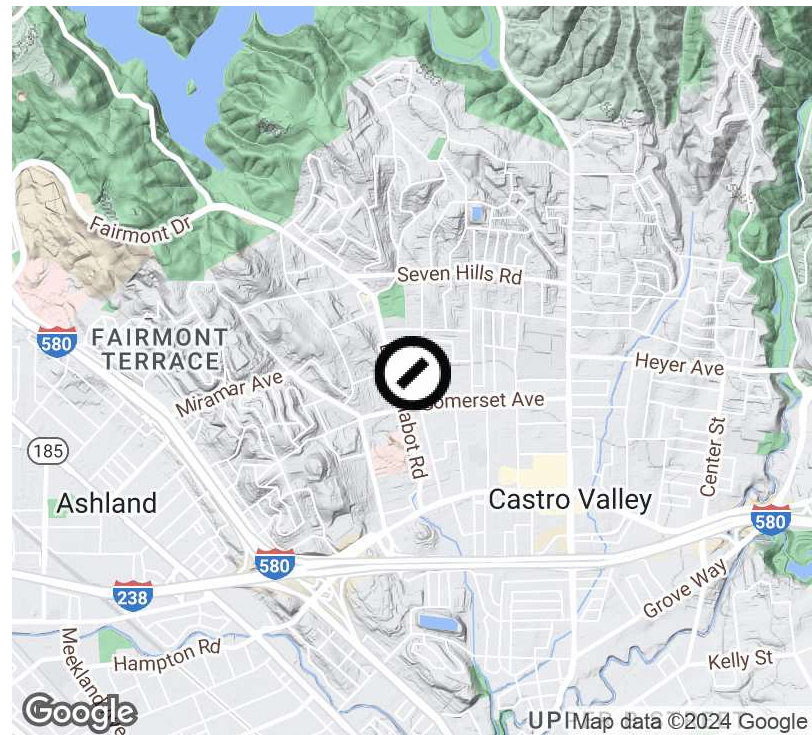 Fairmont Dr
Seven Hills Rd
580
FAIRMONT
TERRACE
Heyer Ave
Miramar Ave
Somerset Ave
185
Rd
Center St
Ashland
Castro Valley
580
580
238
Grove Way
Hampton Rd
Kelly St
Google
Map data ©2024 Google